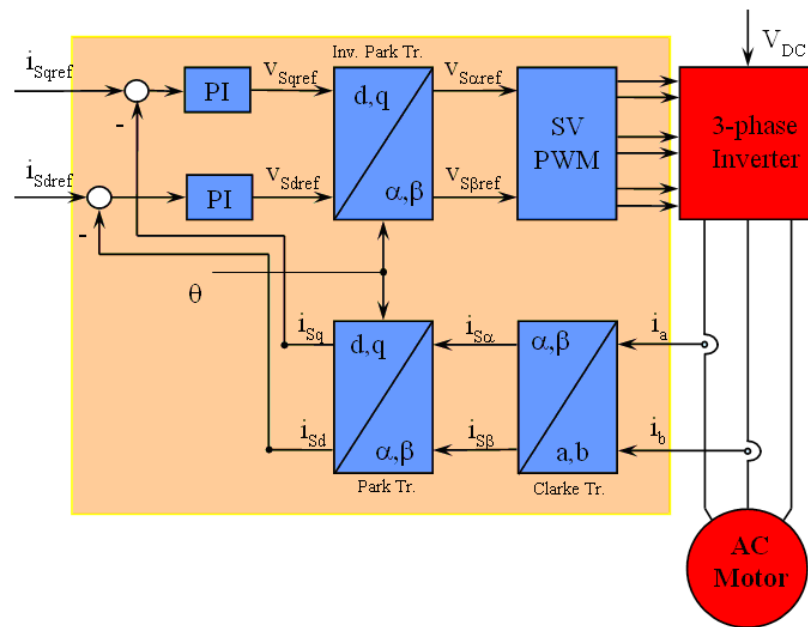 Inv. Park Tr.
V_DC
i_Sqref
PI
v_Sqref
d,q
v_Sαref
SV
PWM
3-phase
Inverter
-
i_Sdref
PI
v_Sdref
α,β
v_Sβref
-
θ
i_Sq
d,q
i_Sα
α,β
i_a
i_Sd
α,β
i_Sβ
a,b
i_b
Park Tr.
Clarke Tr.
AC
Motor